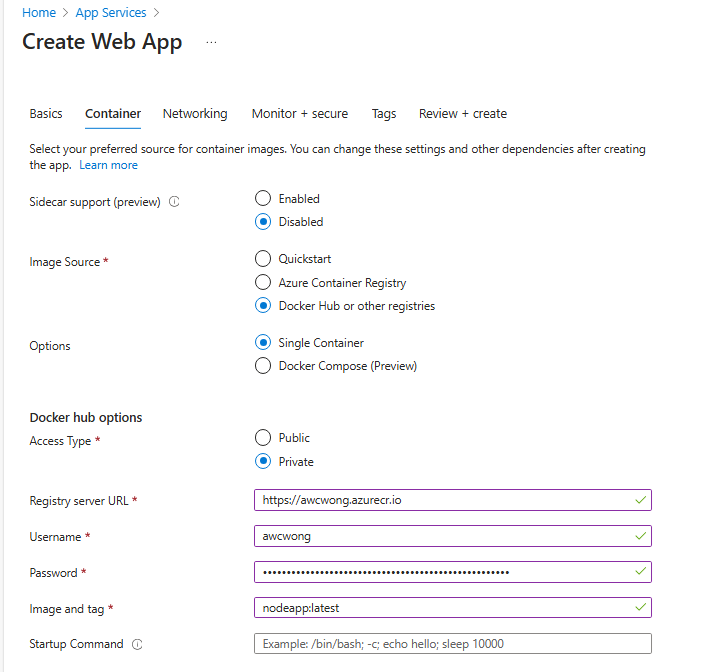 Home > App Services >
Create Web App ...
Basics Container Networking Monitor + secure Tags Review + create
Select your preferred source for container images. You can change these settings and other dependencies after creating
the app. Learn more
Sidecar support (preview)
Enabled
Disabled
Image Source *
Quickstart
Azure Container Registry
Docker Hub or other registries
Options
Single Container
Docker Compose (Preview)
Docker hub options
Access Type *
Public
Private
Registry server URL * https://awcwong.azurecr.io
Username * awcwong
Password * ••••••••••••••••••••••••••••••••••••••••••••••••••••
Image and tag * nodeapp:latest
Startup Command Example: /bin/bash; -c; echo hello; sleep 10000